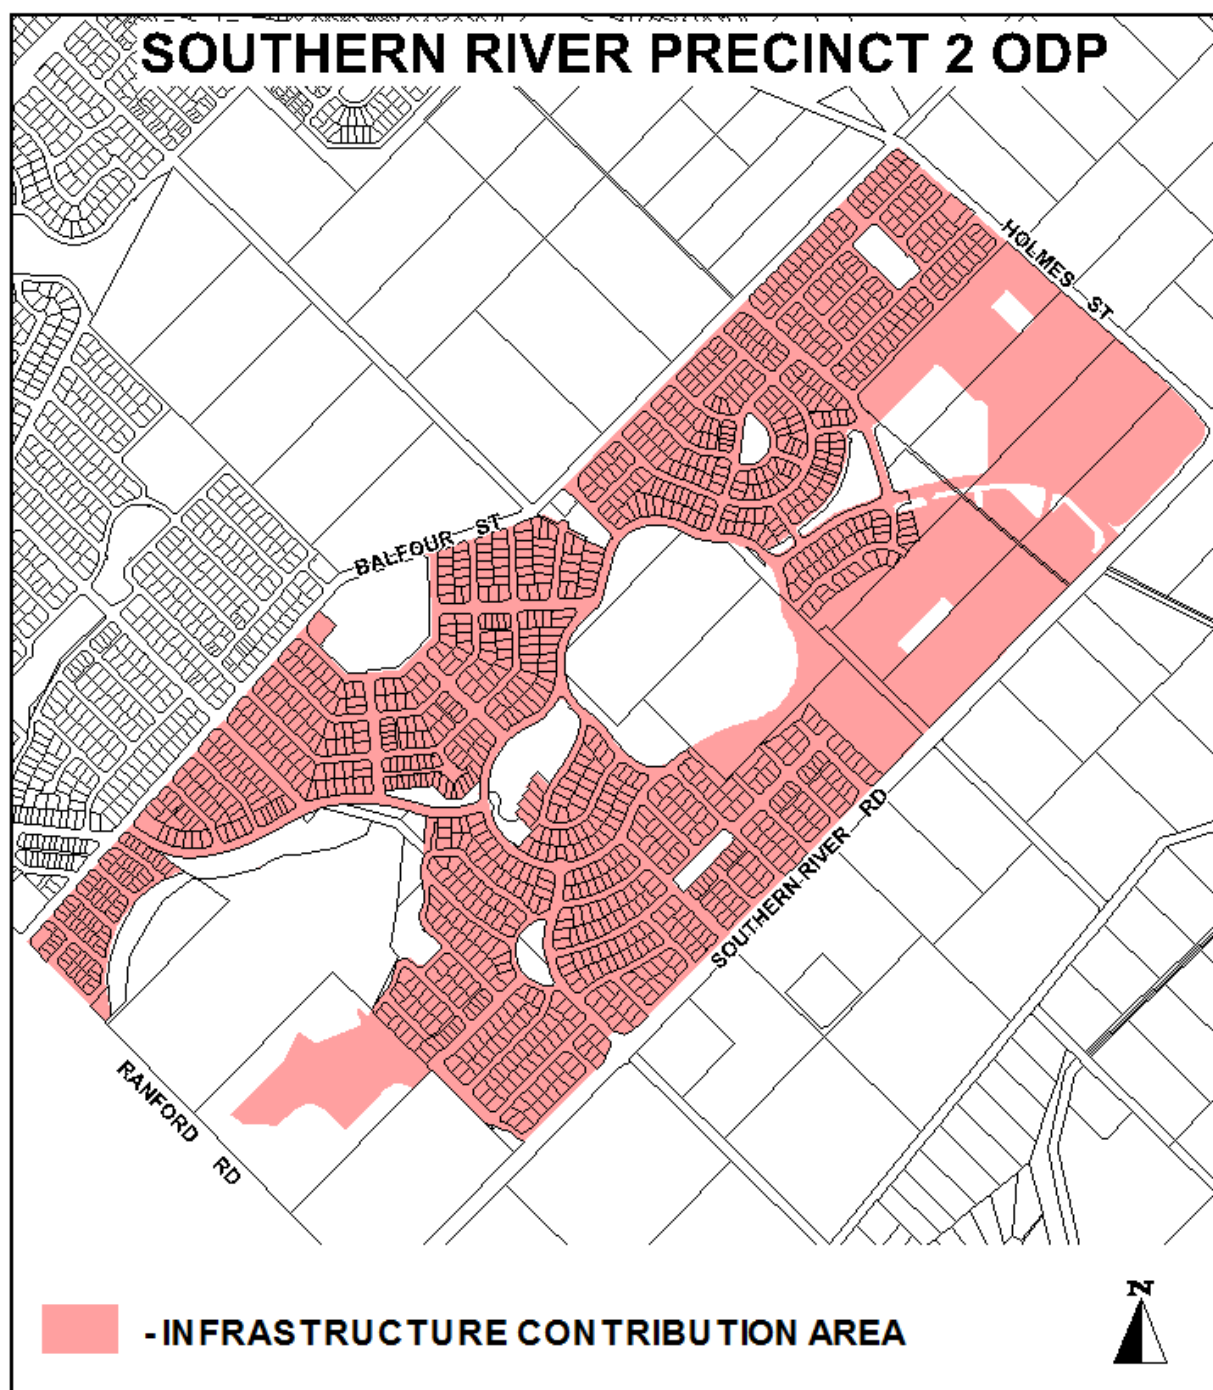 SOUTHERN RIVER PRECINCT 2 ODP
HOLMES ST
BALFOUR ST
SOUTHERN RIVER RD
RANFORD RD
N
- INFRASTRUCTURE CONTRIBUTION AREA